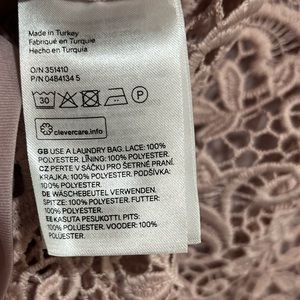 Made in Turkey
Fabriqué en Turquie
Hecho en Turquía
O/N 351410
P/N 0484134 5
30
P
clevercare.info
GB USE A LAUNDRY BAG. LACE: 100%
POLYESTER. LINING: 100% POLYESTER
CZ PERTE V SÁČKU PRO ŠETRNÉ PRANÍ.
KRAJKA: 100% POLYESTER. PODŠÍVKA:
100% POLYESTER
DE WÄSCHEBEUTEL VERWENDEN.
SPITZE: 100% POLYESTER. FUTTER:
100% POLYESTER
EE KASUTA PESUKOTTI. PITS: 100%
POLÜESTER. VOODER: 100%
POLÜESTER